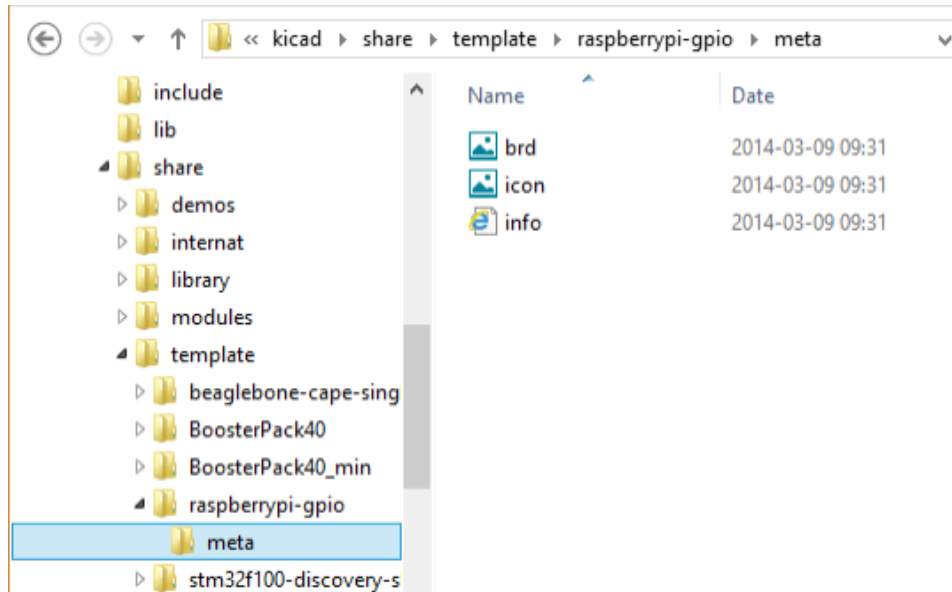 « kicad ▸ share ▸ template ▸ raspberrypi-gpio ▸ meta
include
lib
share
demos
internat
library
modules
template
beaglebone-cape-sing
BoosterPack40
BoosterPack40_min
raspberrypi-gpio
meta
stm32f100-discovery-s
Name Date
brd 2014-03-09 09:31
icon 2014-03-09 09:31
info 2014-03-09 09:31